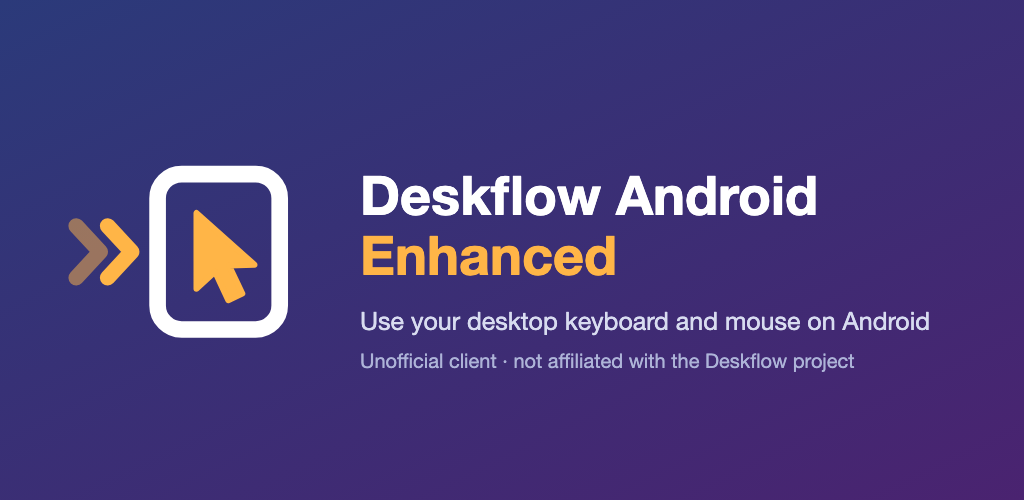 Deskflow Android
Enhanced
Use your desktop keyboard and mouse on Android
Unofficial client · not affiliated with the Deskflow project